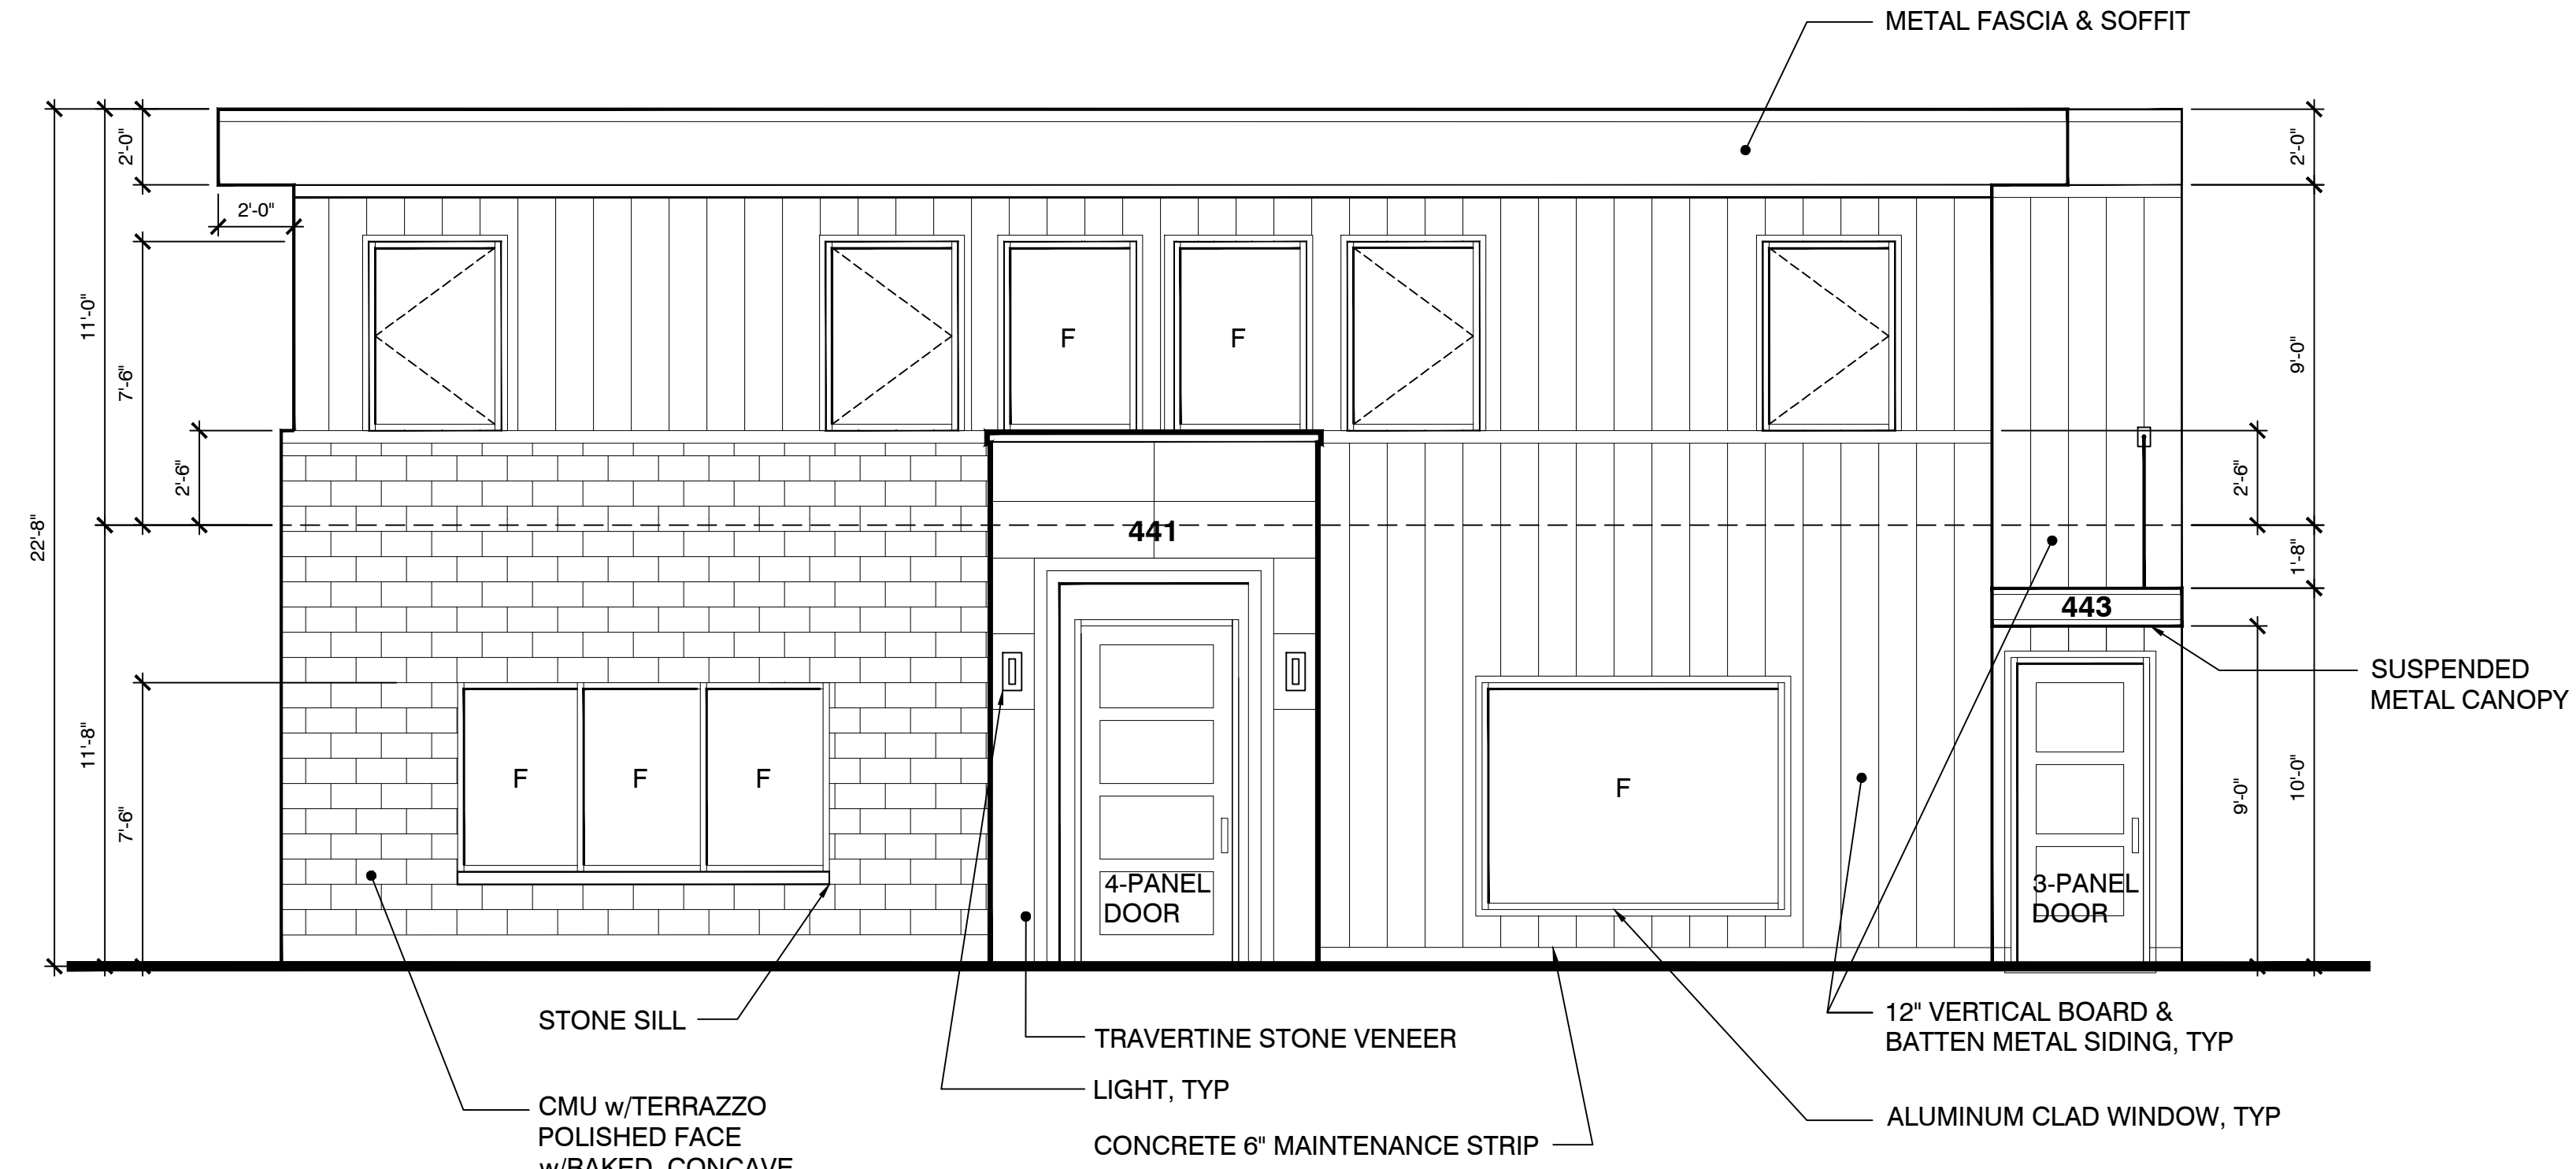 METAL FASCIA & SOFFIT
2'-0"
2'-0"
2'-0"
11'-0"
7'-6"
2'-6"
22'-8"
11'-8"
7'-6"
F
F
9'-0"
2'-6"
1'-8"
441
443
SUSPENDED
METAL CANOPY
F
F
F
F
9'-0"
10'-0"
4-PANEL
DOOR
3-PANEL
DOOR
STONE SILL
TRAVERTINE STONE VENEER
LIGHT, TYP
CONCRETE 6" MAINTENANCE STRIP
12" VERTICAL BOARD &
BATTEN METAL SIDING, TYP
ALUMINUM CLAD WINDOW, TYP
CMU w/TERRAZZO
POLISHED FACE
w/RAKED, CONCAVE